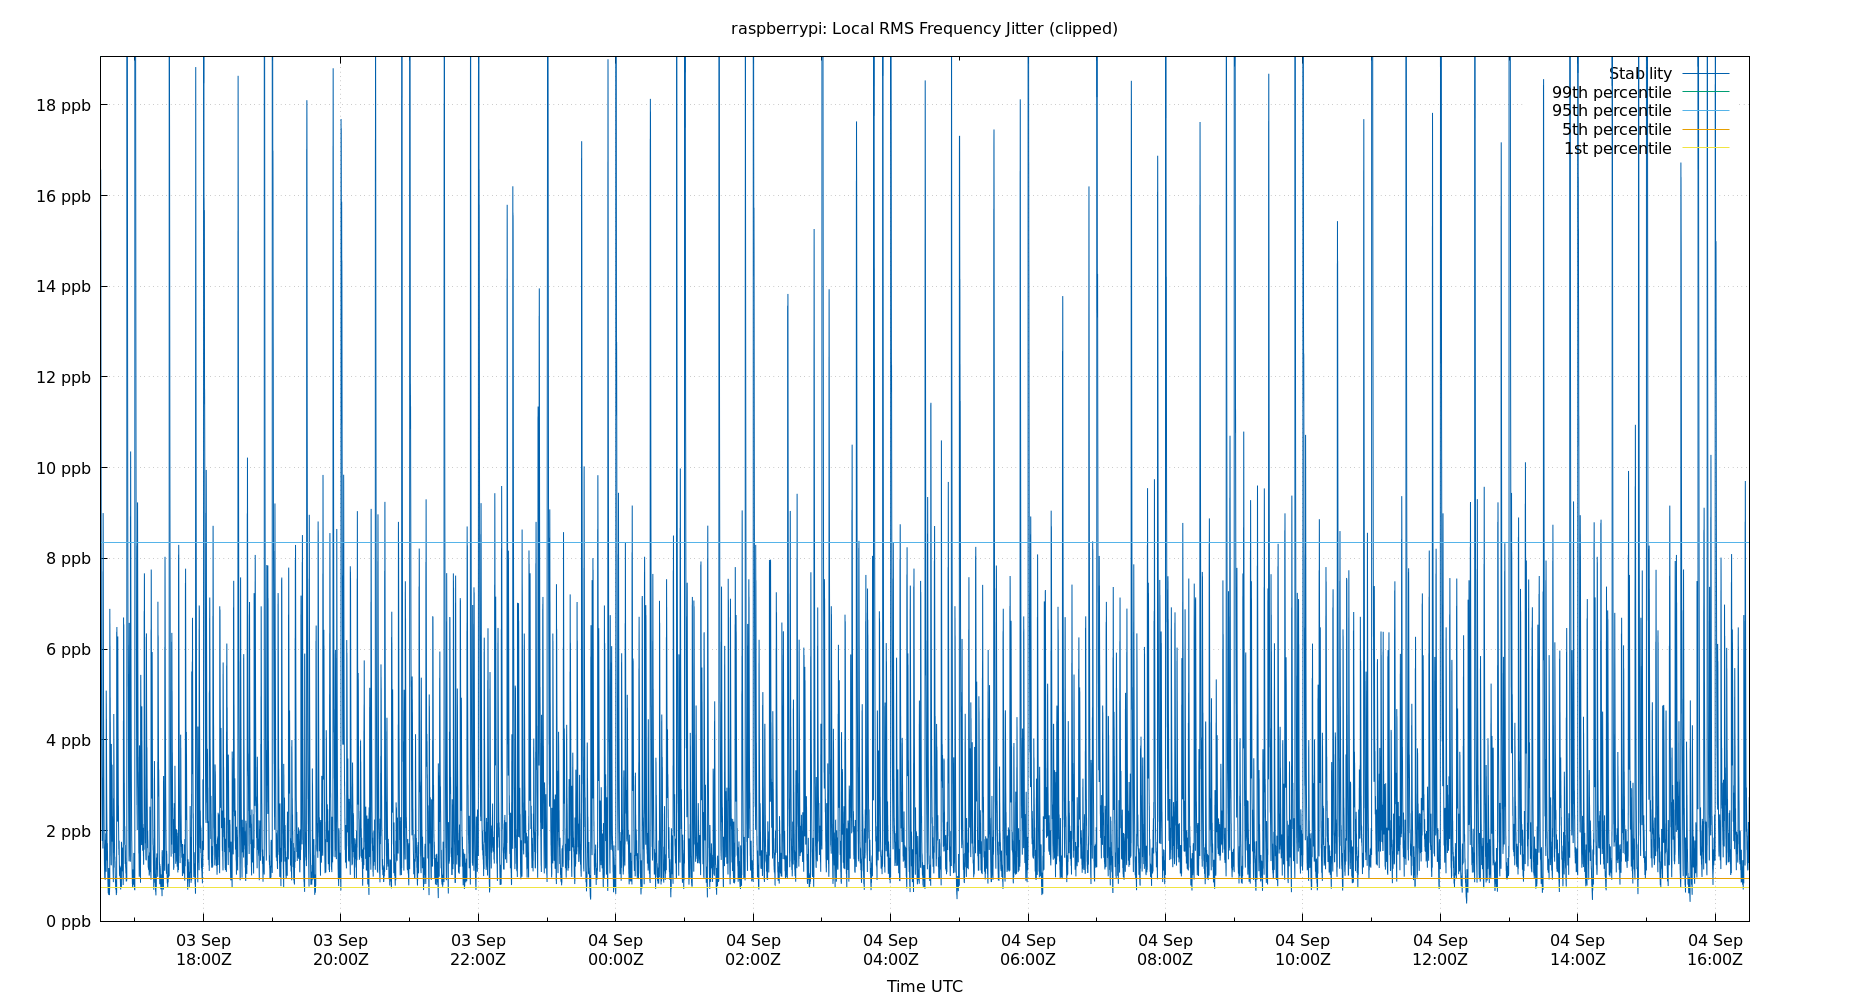 raspberrypi: Local RMS Frequency Jitter (clipped)
Stability
99th percentile
95th percentile
5th percentile
1st percentile
18 ppb
16 ppb
14 ppb
12 ppb
10 ppb
8 ppb
6 ppb
4 ppb
2 ppb
0 ppb
03 Sep 03 Sep 03 Sep 04 Sep 04 Sep 04 Sep 04 Sep 04 Sep 04 Sep 04 Sep 04 Sep 04 Sep
18:00Z 20:00Z 22:00Z 00:00Z 02:00Z 04:00Z 06:00Z 08:00Z 10:00Z 12:00Z 14:00Z 16:00Z
Time UTC